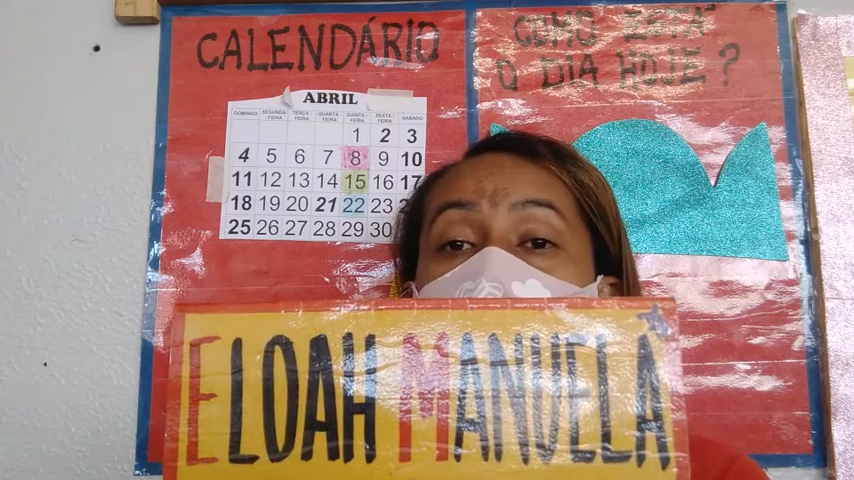 CALENDÁRIO
COMO ESTÁ
O DIA HOJE?
ABRIL
DOMINGO SEGUNDA-FEIRA TERÇA-FEIRA QUARTA-FEIRA QUINTA-FEIRA SEXTA-FEIRA SÁBADO
1 2 3
4 5 6 7 8 9 10
11 12 13 14 15 16 17
18 19 20 21 22 23
25 26 27 28 29 30
ELOAH MANUELA